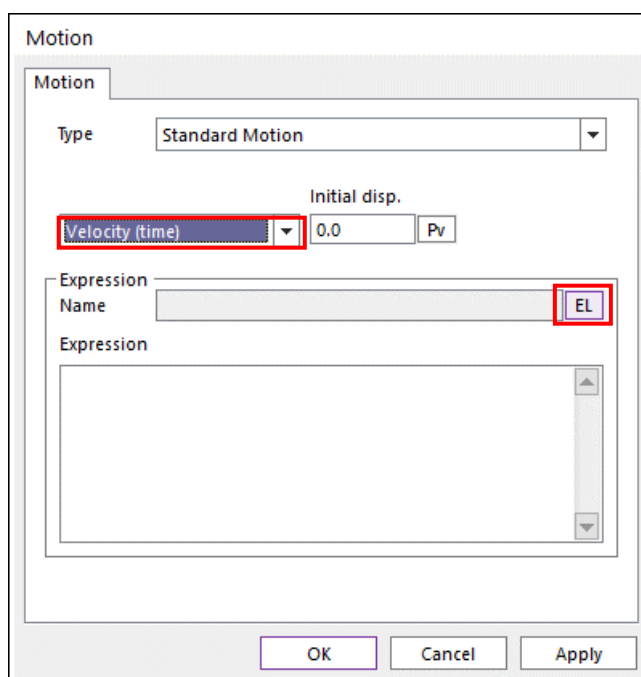 Motion
Motion
Type Standard Motion
Initial disp.
Velocity (time) 0.0 Pv
Expression
Name EL
Expression
OK Cancel Apply